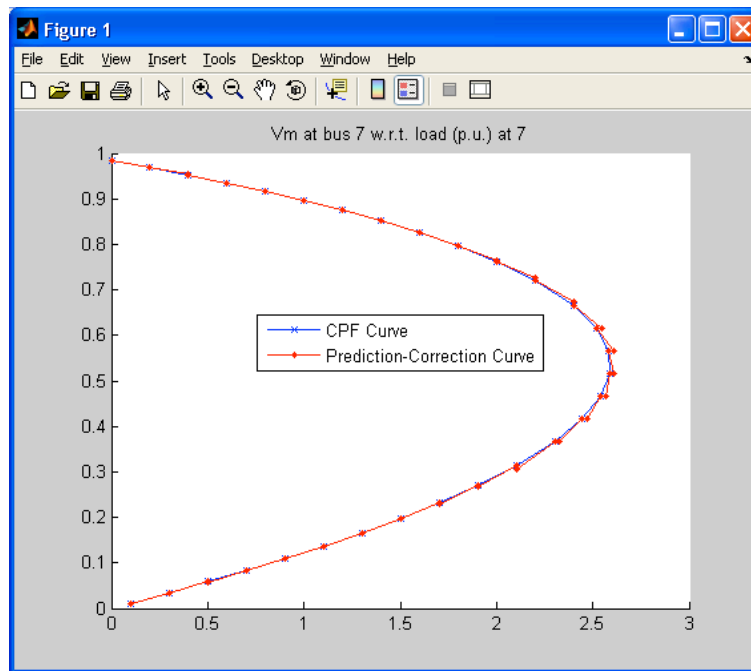 Figure 1
File Edit View Insert Tools Desktop Window Help
Vm at bus 7 w.r.t. load (p.u.) at 7
1
0.9
0.8
0.7
0.6
0.5
0.4
0.3
0.2
0.1
0
CPF Curve
Prediction-Correction Curve
0 0.5 1 1.5 2 2.5 3